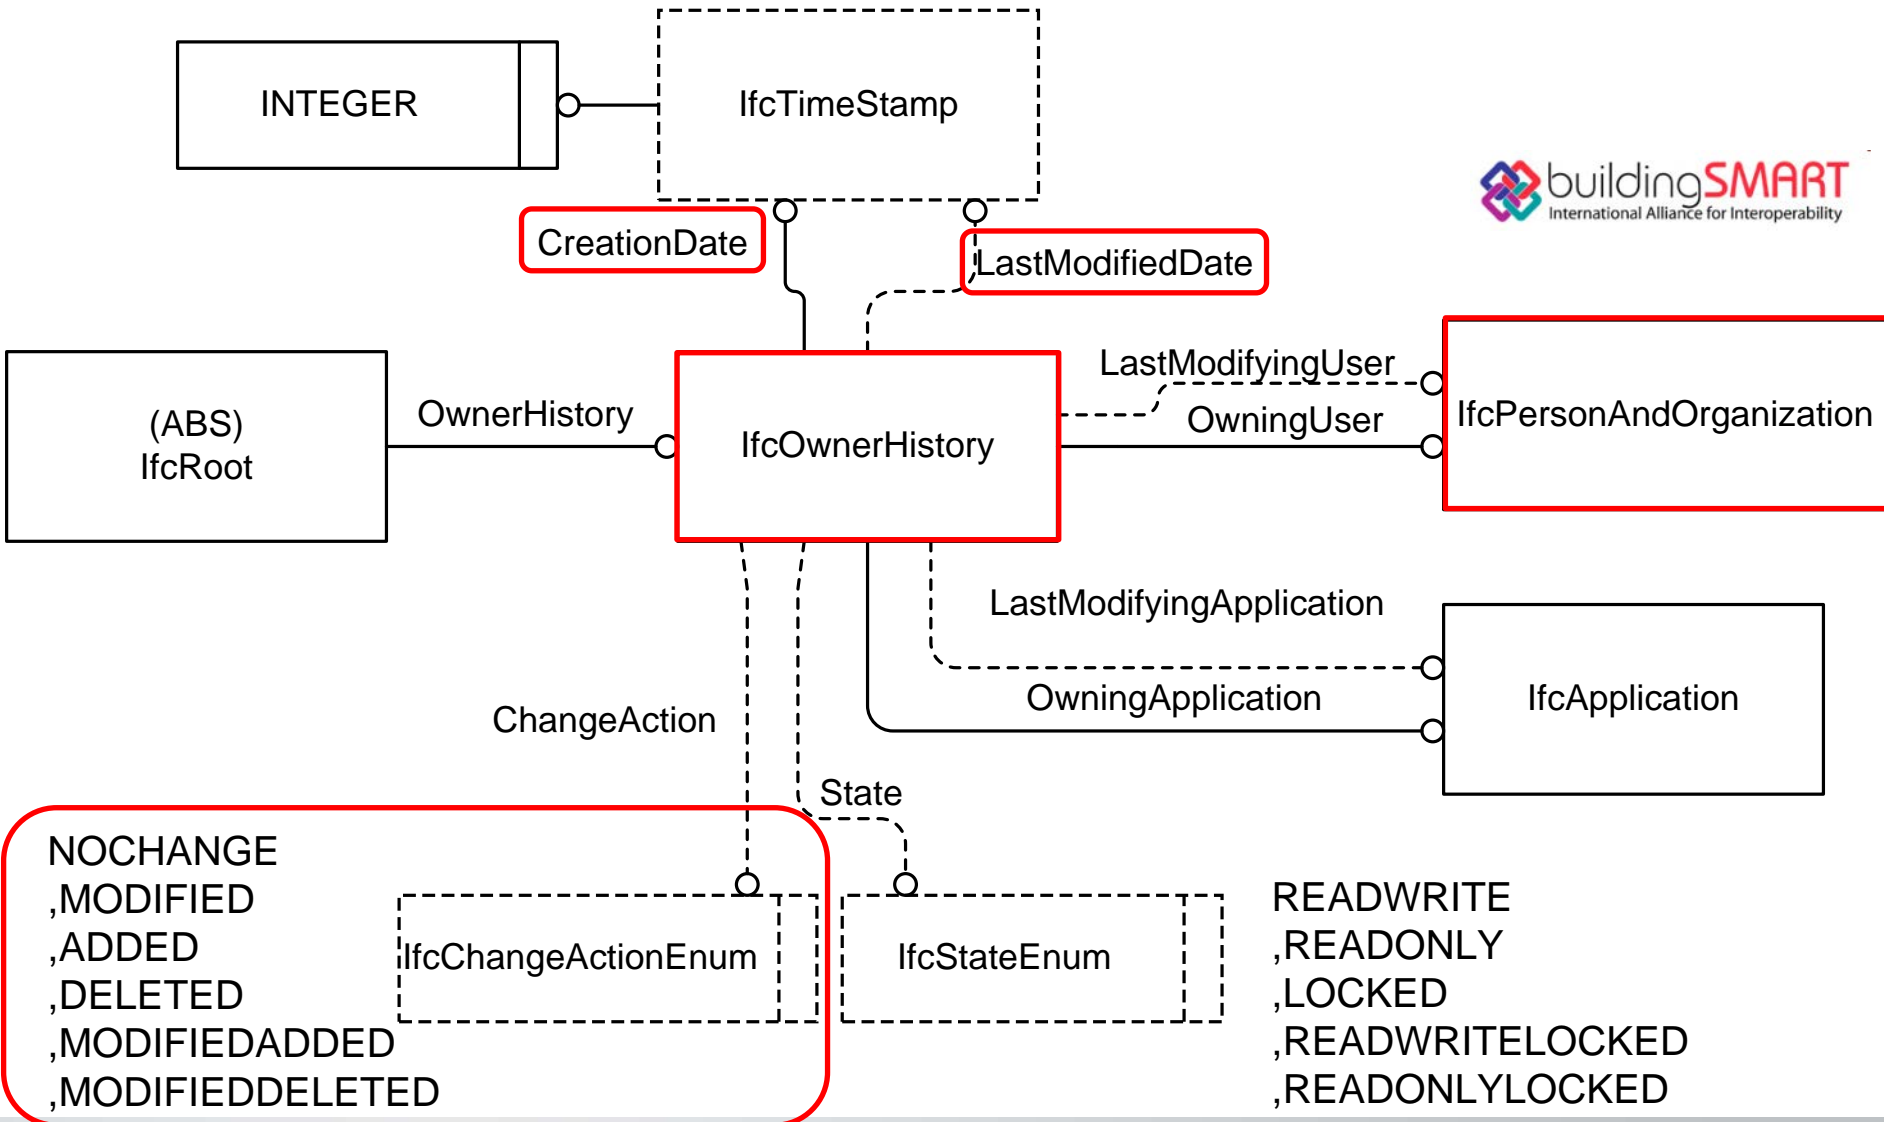 INTEGER
IfcTimeStamp
buildingSMART
International Alliance for Interoperability
CreationDate
LastModifiedDate
(ABS)
IfcRoot
OwnerHistory
IfcOwnerHistory
LastModifyingUser
OwningUser
IfcPersonAndOrganization
LastModifyingApplication
OwningApplication
IfcApplication
ChangeAction
State
NOCHANGE
,MODIFIED
,ADDED
,DELETED
,MODIFIEDADDED
,MODIFIEDDELETED
IfcChangeActionEnum
IfcStateEnum
READWRITE
,READONLY
,LOCKED
,READWRITELOCKED
,READONLYLOCKED